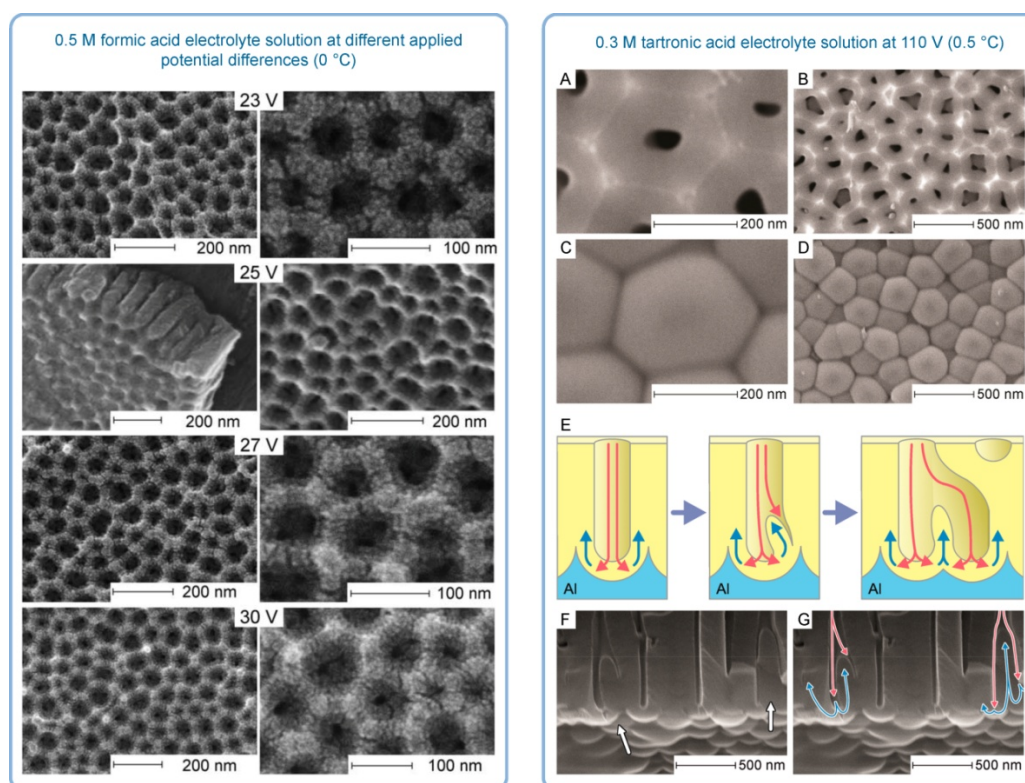 0.5 M formic acid electrolyte solution at different applied
potential differences (0 °C)
23 V
200 nm
100 nm
25 V
200 nm
200 nm
27 V
200 nm
100 nm
30 V
200 nm
100 nm
0.3 M tartronic acid electrolyte solution at 110 V (0.5 °C)
A
200 nm
B
500 nm
C
200 nm
D
500 nm
E
Al
Al
Al
F
500 nm
G
500 nm